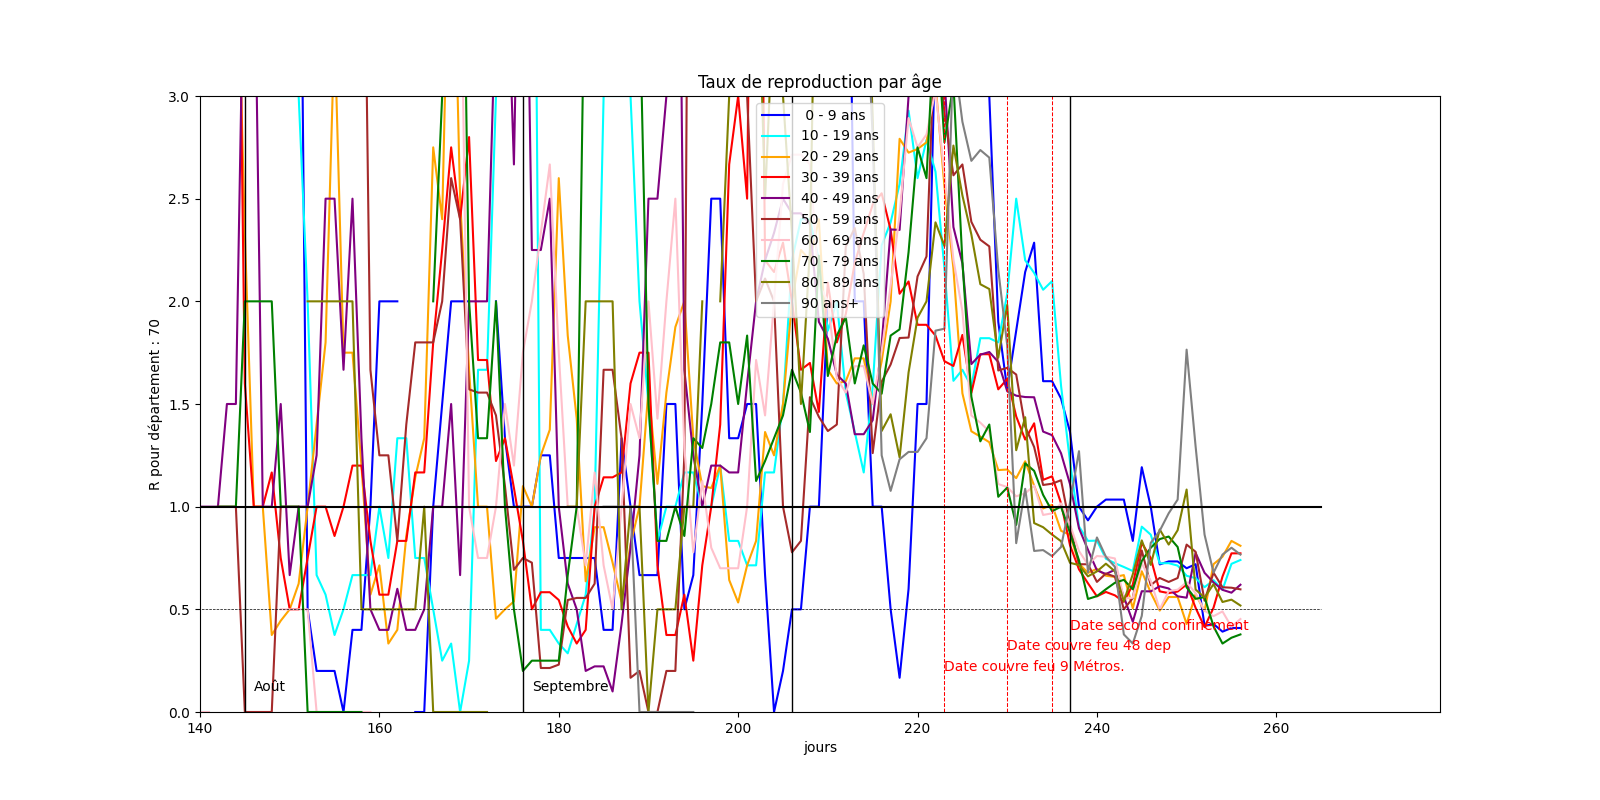 Taux de reproduction par âge
R pour département : 70
3.0
2.5
2.0
1.5
1.0
0.5
0.0
0 - 9 ans
10 - 19 ans
20 - 29 ans
30 - 39 ans
40 - 49 ans
50 - 59 ans
60 - 69 ans
70 - 79 ans
80 - 89 ans
90 ans+
Date second confinement
Date couvre feu 48 dep
Date couvre feu 9 Métros.
Août
Septembre
140
160
180
200
220
240
260
jours